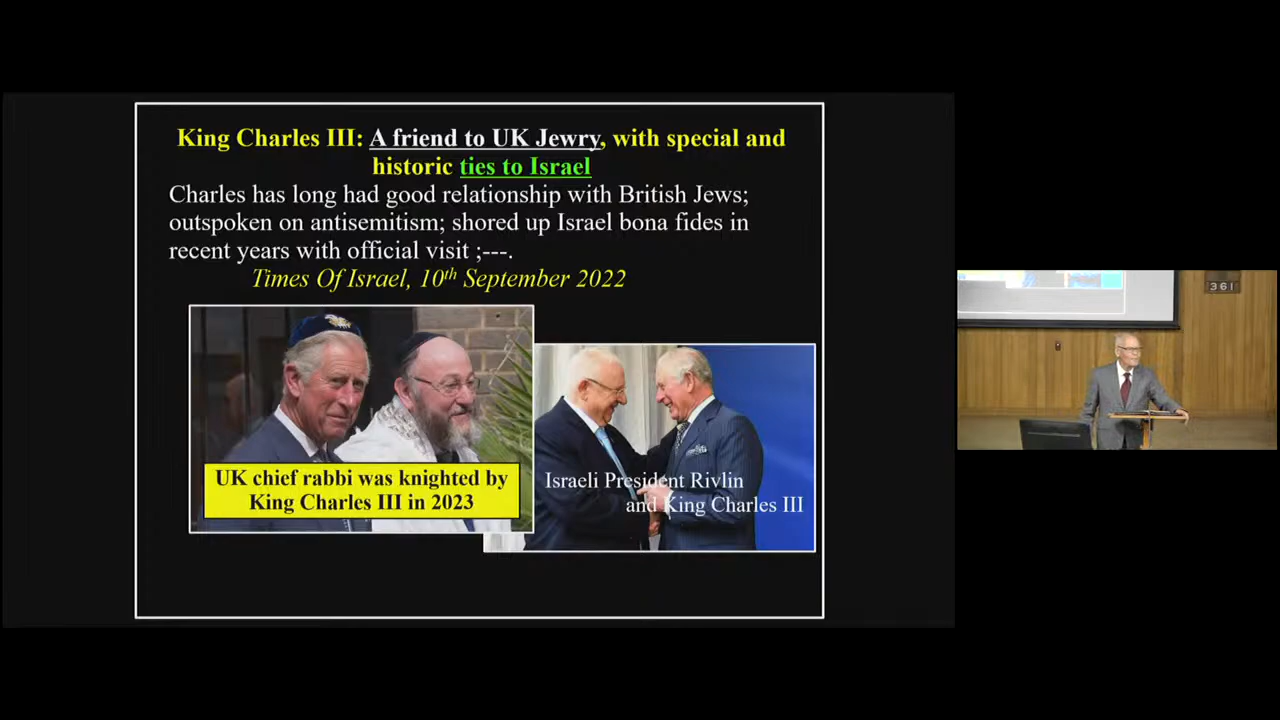 King Charles III: A friend to UK Jewry, with special and
historic ties to Israel
Charles has long had good relationship with British Jews;
outspoken on antisemitism; shored up Israel bona fides in
recent years with official visit ;---.
Times Of Israel, 10th September 2022
UK chief rabbi was knighted by
King Charles III in 2023
Israeli President Rivlin
and King Charles III
361